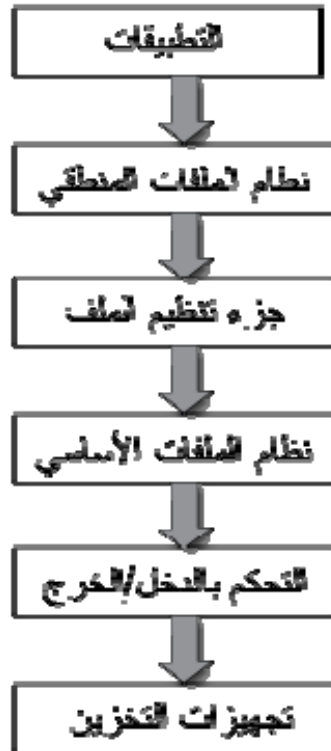 التطبيقات
نظام الملفات المنطقي
جزء تنظيم الملف
نظام الملفات الأساسي
التحكم بالدخل/الخرج
تجهيزات التخزين